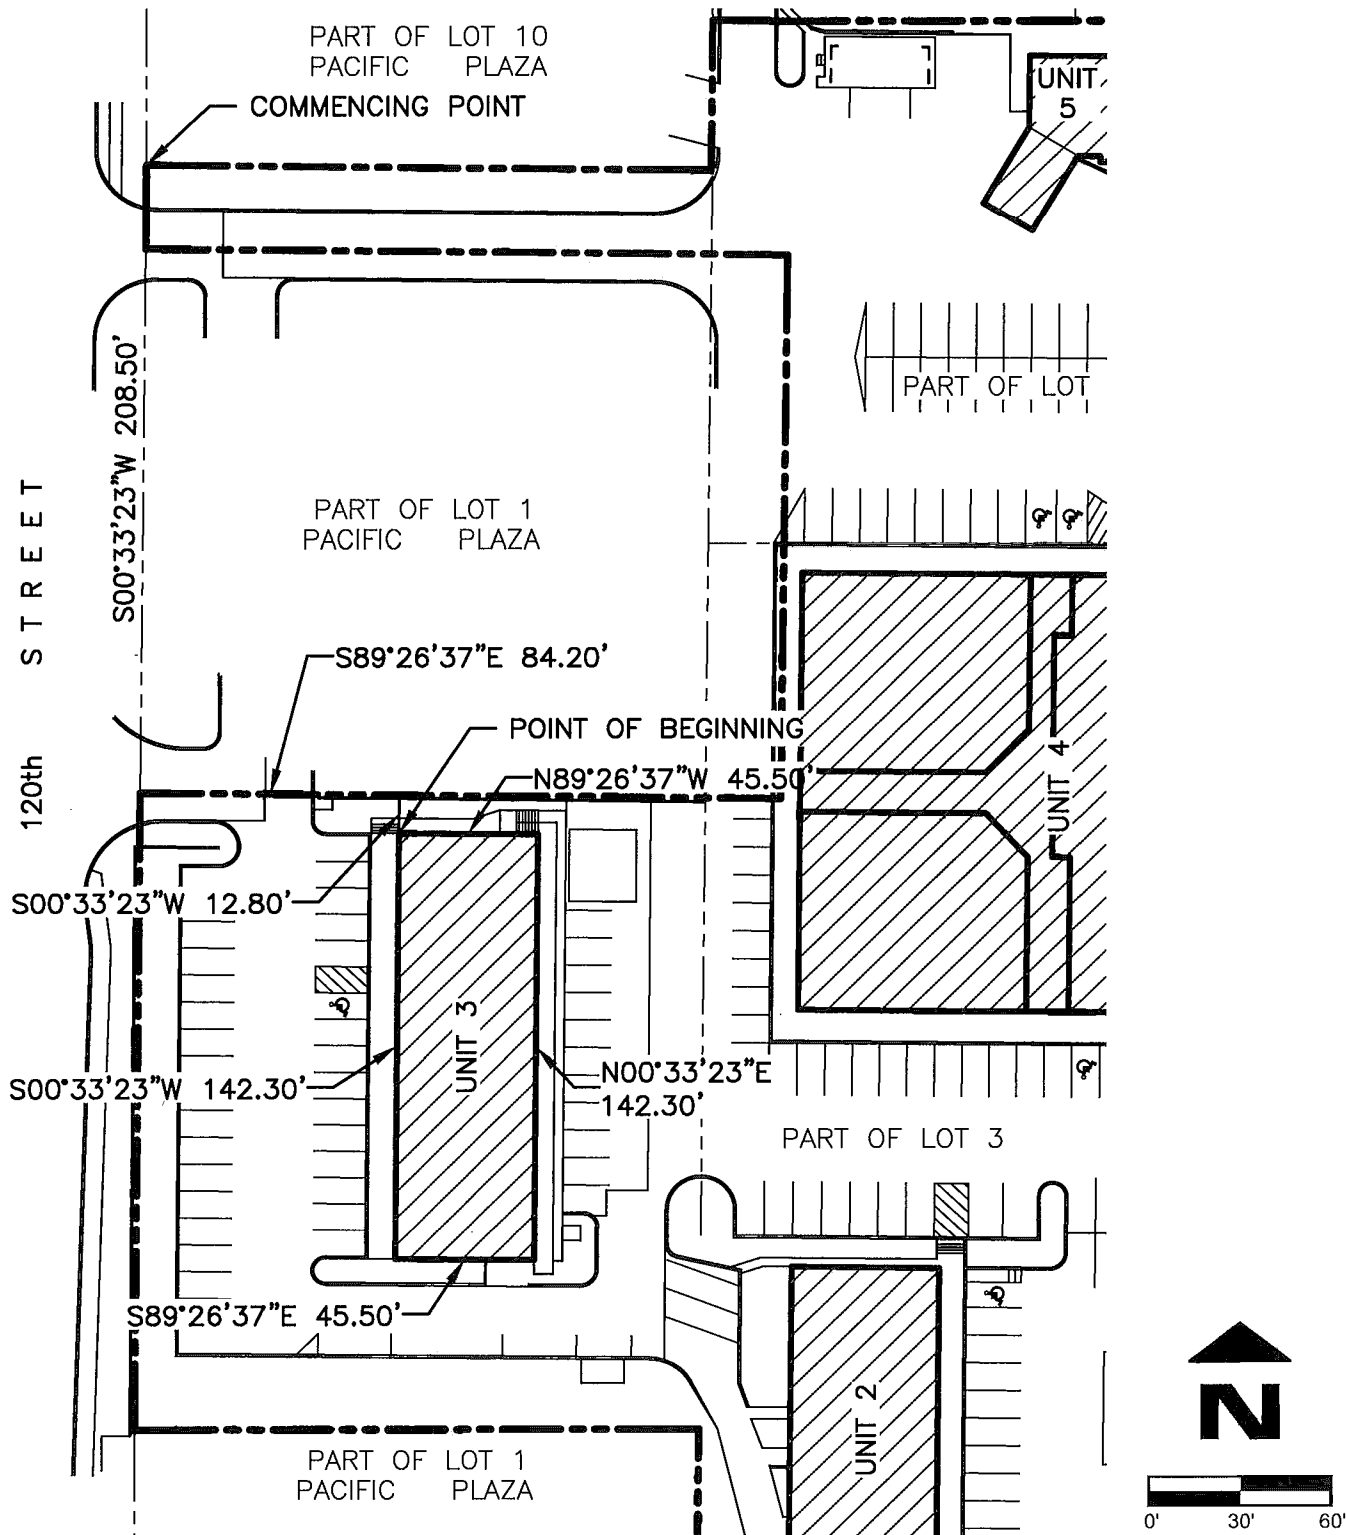 PART OF LOT 10
PACIFIC PLAZA
COMMENCING POINT
UNIT
5
S00°33'23"W 208.50'
PART OF LOT
120th STREET
PART OF LOT 1
PACIFIC PLAZA
S89°26'37"E 84.20'
POINT OF BEGINNING
N89°26'37"W 45.50'
UNIT 4
S00°33'23"W 12.80'
UNIT 3
S00°33'23"W 142.30'
N00°33'23"E
142.30'
PART OF LOT 3
S89°26'37"E 45.50'
UNIT 2
PART OF LOT 1
PACIFIC PLAZA
N
0' 30' 60'